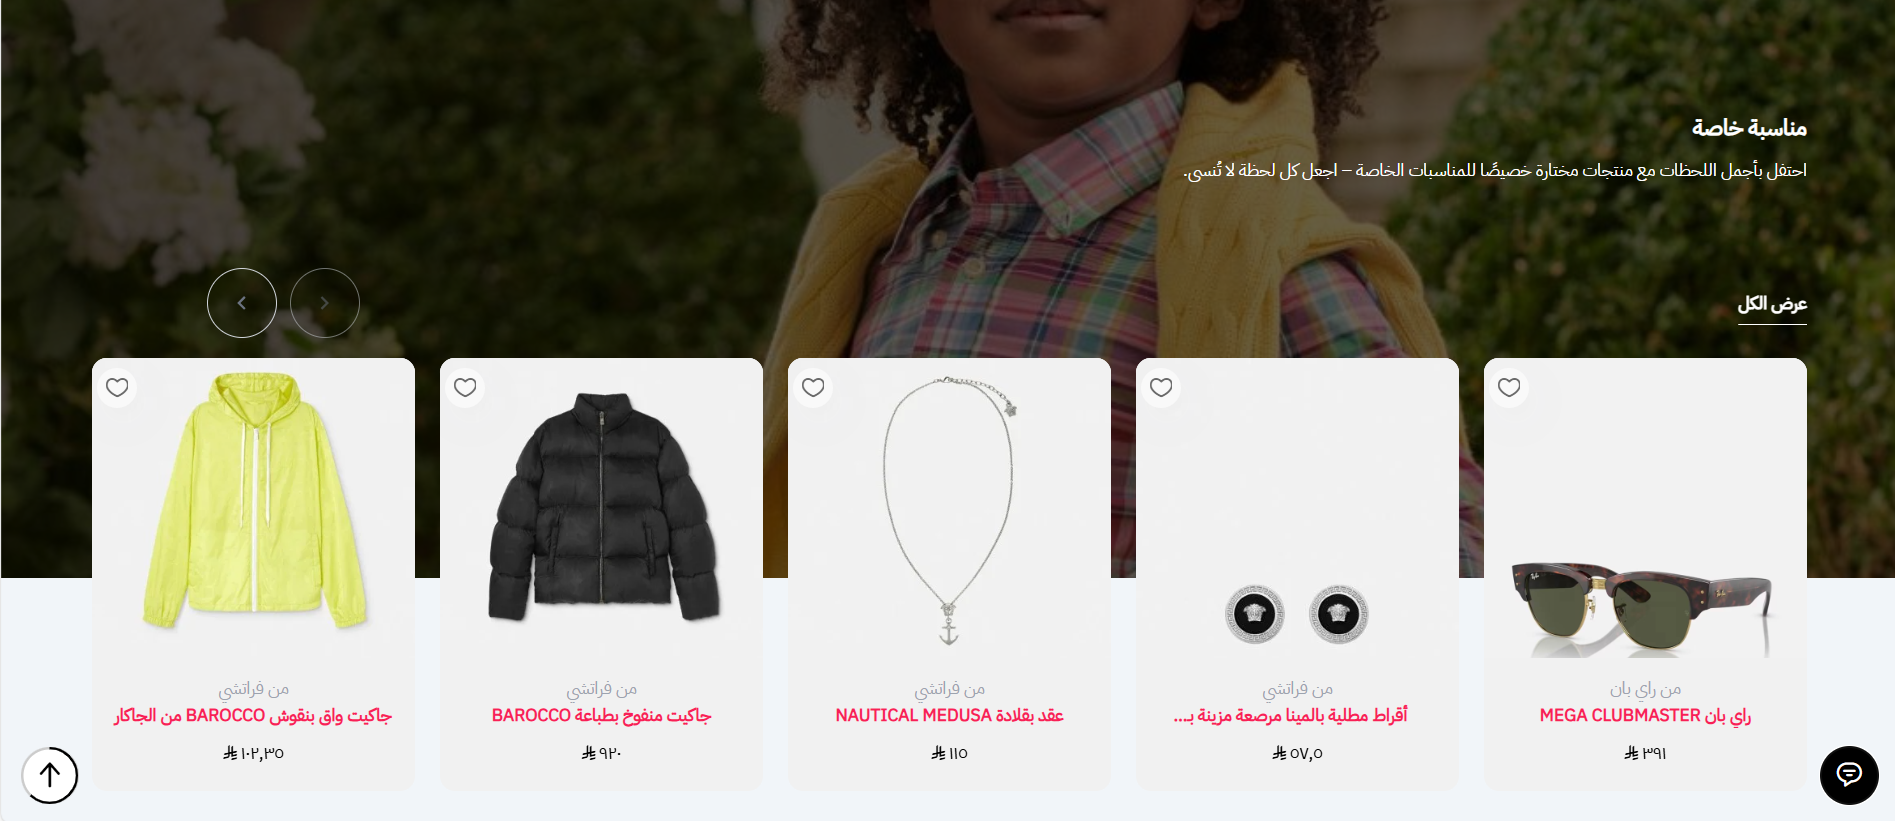 مناسبة خاصة
احتفل بأجمل اللحظات مع منتجات مختارة خصيصًا للمناسبات الخاصة – اجعل كل لحظة لا تُنسى.
عرض الكل
من راي بان
راي بان MEGA CLUBMASTER
٣٩١
من فراتشي
أقراط مطلية بالمينا مرصعة مزينة بـ...
٥٧,٥
من فراتشي
عقد بقلادة NAUTICAL MEDUSA
١١٥
من فراتشي
جاكيت منفوخ بطباعة BAROCCO
٩٢٠
من فراتشي
جاكيت واق بنقوش BAROCCO من الجاكار
١٠٢,٣٥